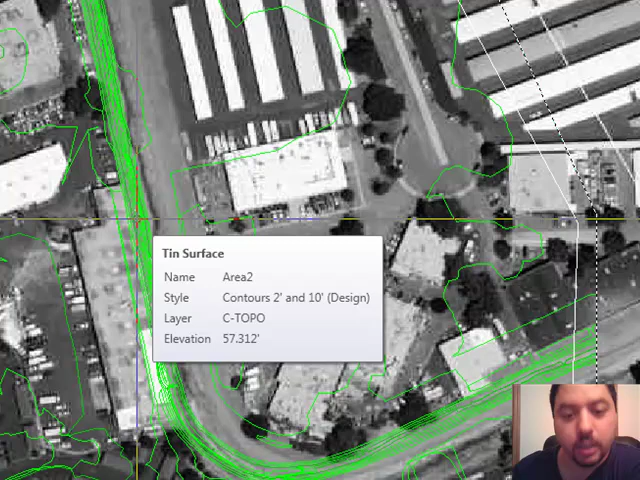 Tin Surface
Name Area2
Style Contours 2' and 10' (Design)
Layer C-TOPO
Elevation 57.312'